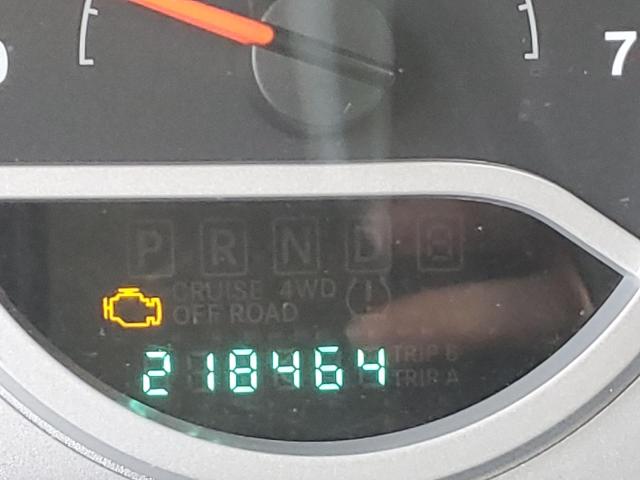 7
P R N D
CRUISE 4WD (!)
OFF ROAD
218464 TRIP B
TRIP A